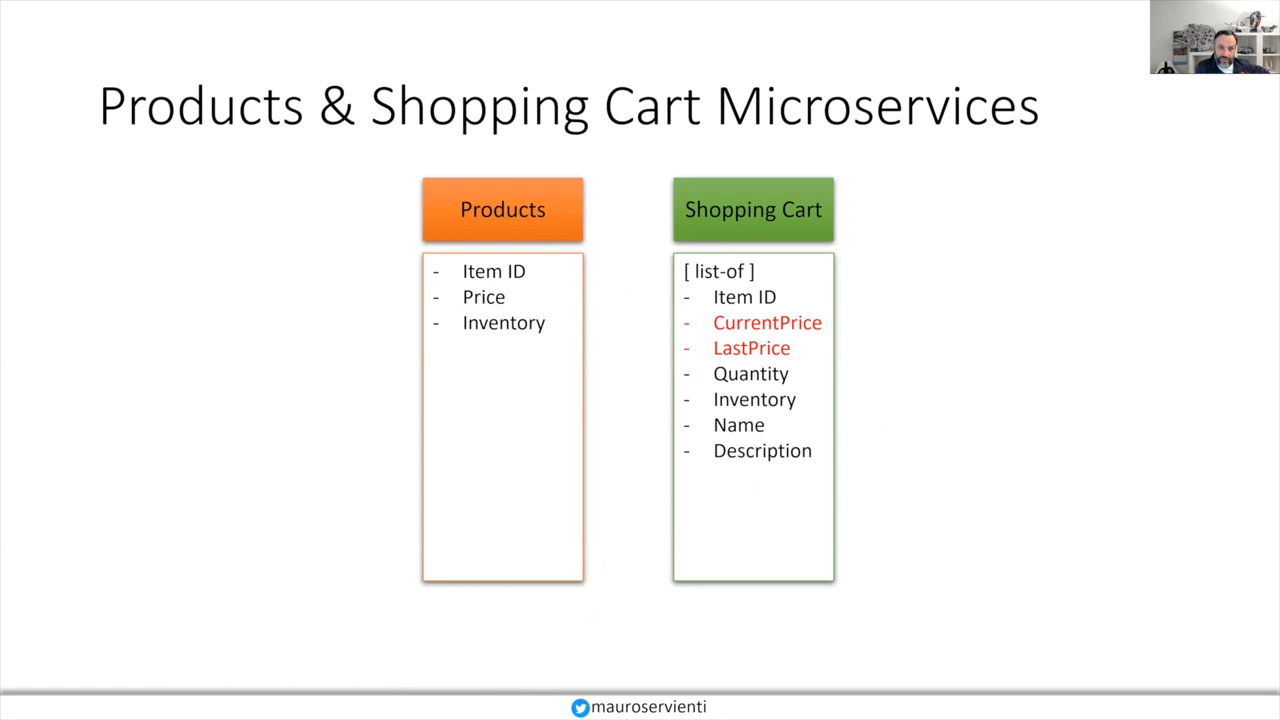 Products & Shopping Cart Microservices
Products
- Item ID
- Price
- Inventory
Shopping Cart
[ list-of ]
- Item ID
- CurrentPrice
- LastPrice
- Quantity
- Inventory
- Name
- Description
mauroservienti